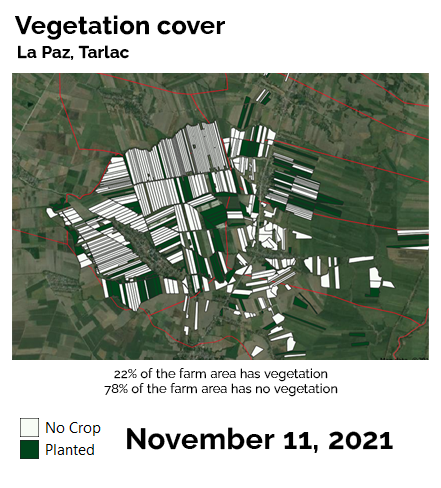 Vegetation cover
La Paz, Tarlac
22% of the farm area has vegetation
78% of the farm area has no vegetation
No Crop
Planted
November 11, 2021